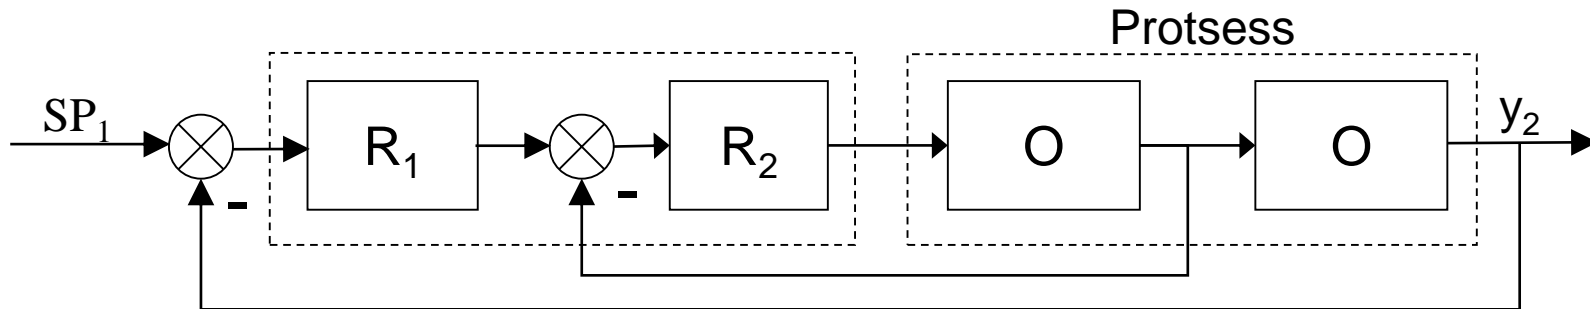 Protsess
SP₁
R₁
R₂
O
O
y₂
-
-